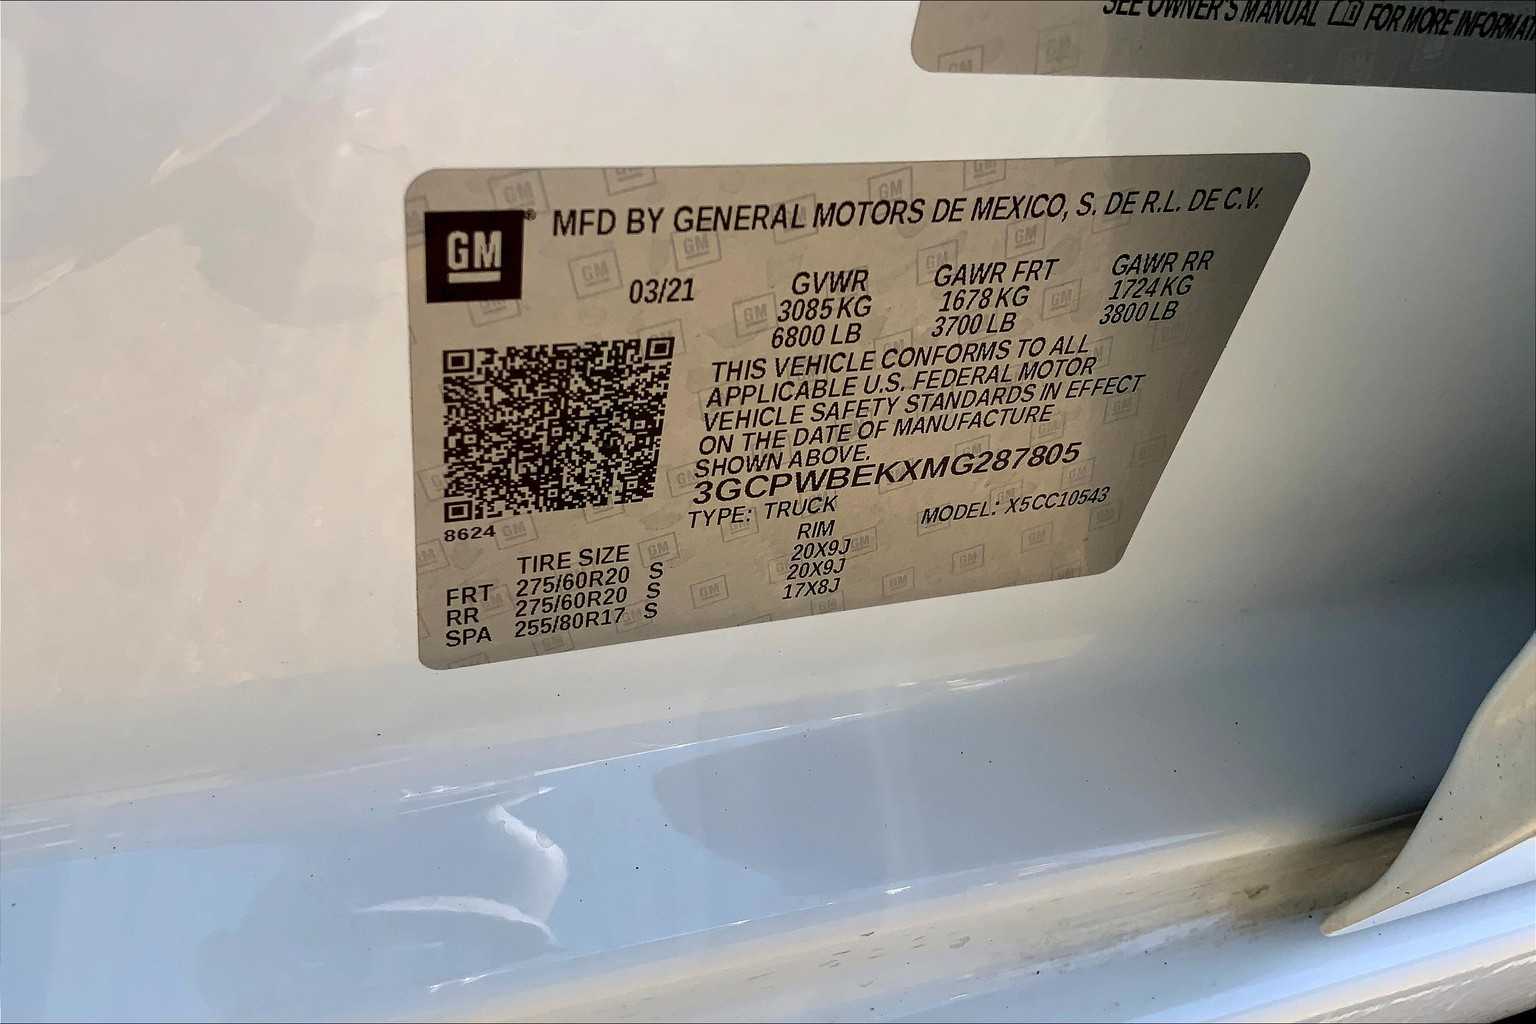 SEE OWNER'S MANUAL FOR MORE INFORMATI
GM® MFD BY GENERAL MOTORS DE MEXICO, S. DE R.L. DE C.V.
03/21 GVWR GAWR FRT GAWR RR
3085 KG 1678 KG 1724 KG
6800 LB 3700 LB 3800 LB
THIS VEHICLE CONFORMS TO ALL
APPLICABLE U.S. FEDERAL MOTOR
VEHICLE SAFETY STANDARDS IN EFFECT
ON THE DATE OF MANUFACTURE
SHOWN ABOVE.
3GCPWBEKXMG287805
TYPE: TRUCK MODEL: X5CC10543
8624
TIRE SIZE RIM
FRT 275/60R20 S 20X9J
RR 275/60R20 S 20X9J
SPA 255/80R17 S 17X8J